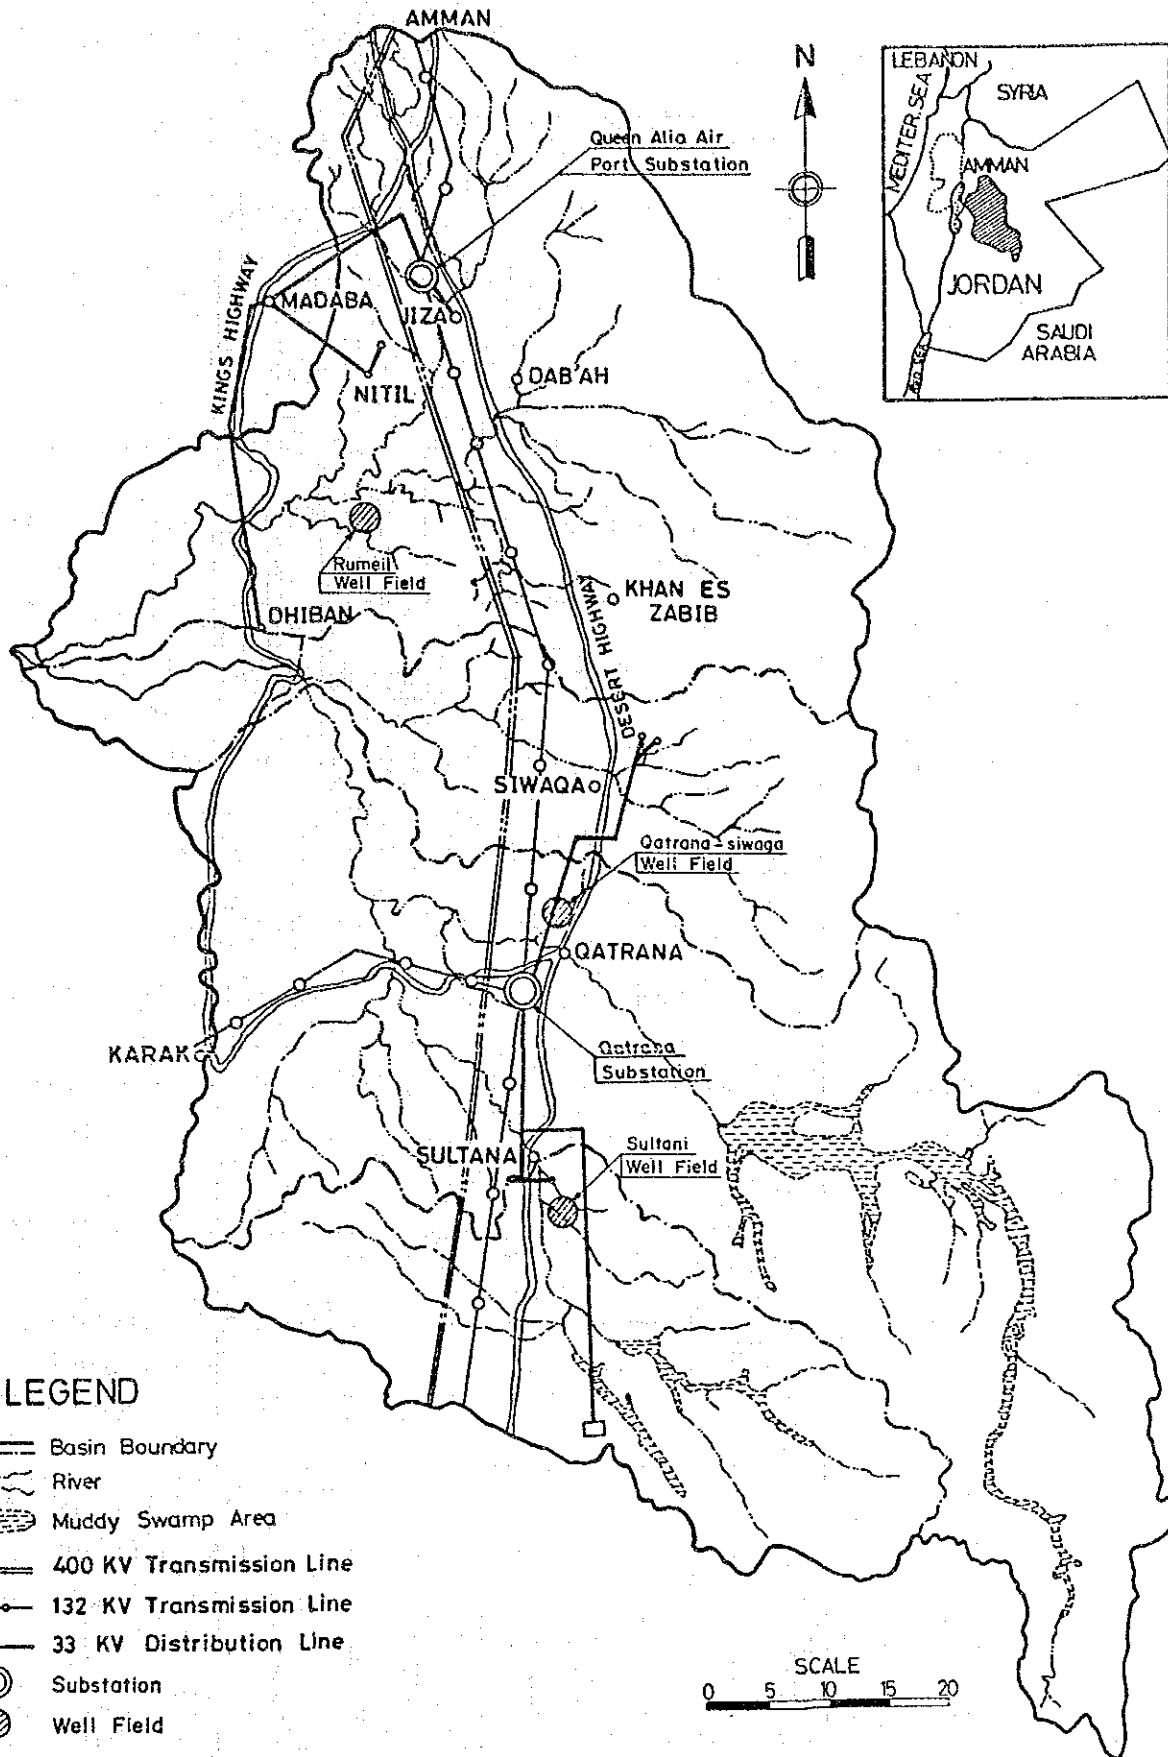 AMMAN
N
LEBANON
SYRIA
MEDITER.SEA
AMMAN
JORDAN
SAUDI
ARABIA
Queen Alia Air
Port Substation
KINGS HIGHWAY
MADABA
JIZA
NITIL
DAB'AH
Rumeil
Well Field
KHAN ES
ZABIB
DHIBAN
DESERT HIGHWAY
SIWAQA
Qatrana-siwaga
Well Field
QATRANA
KARAK
Qatrana
Substation
SULTANA
Sultani
Well Field
LEGEND
Basin Boundary
River
Muddy Swamp Area
400 KV Transmission Line
132 KV Transmission Line
33 KV Distribution Line
Substation
Well Field
SCALE
0 5 10 15 20